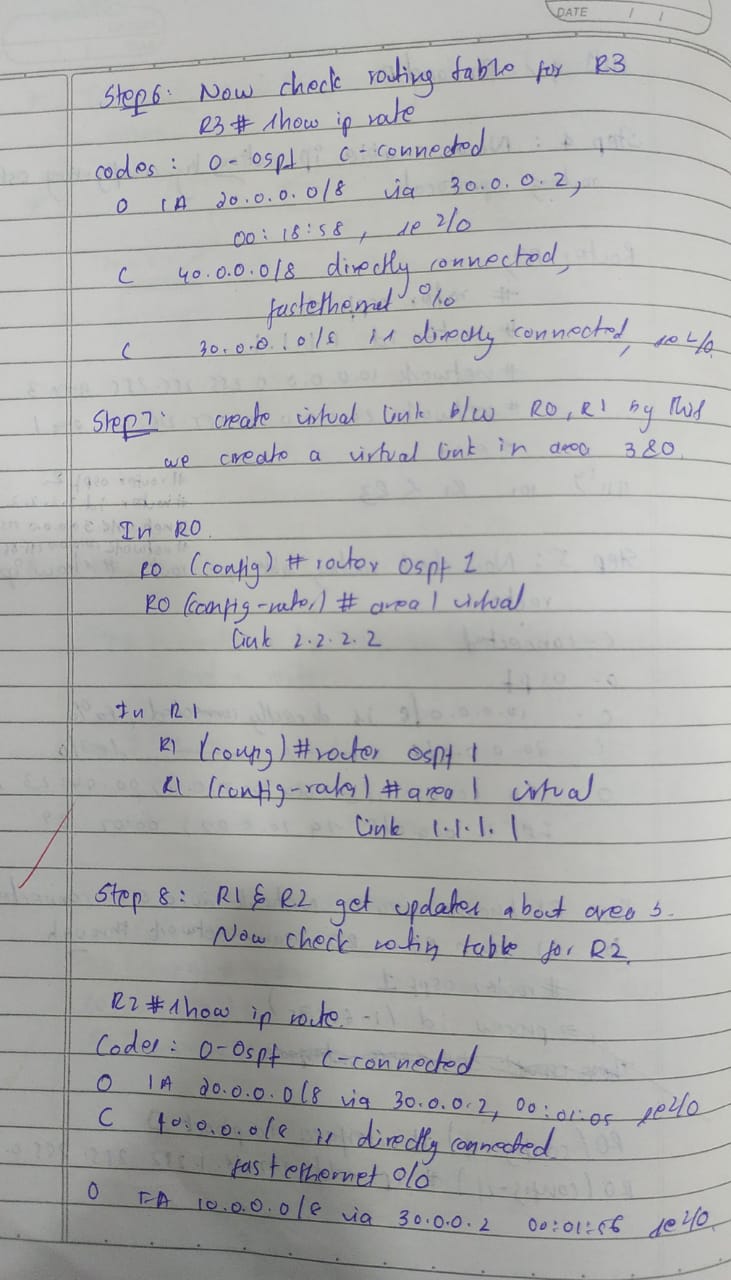 DATE / /
Step 6: Now check routing table for R3
R3 # show ip rate
codes: O-ospf C-connected
O IA 20.0.0.0/8 via 30.0.0.2,
00:18:58, se 2/0
C 40.0.0.0/8 directly connected,
fastethernet 0/0
C 30.0.0.0/8 is directly connected, se 2/0.
Step 7: create virtual link b/w R0, R1 by this
we create a virtual link in area 3&0.
In R0.
R0 (config) # router ospf 1
R0 (config-router) # area 1 virtual
link 2.2.2.2
In R1
R1 (config) # router ospf 1
R1 (config-router) # area 1 virtual
link 1.1.1.1
Step 8: R1 & R2 get updates about area 3.
Now check routing table for R2.
R2 # show ip route.
Codes: O-Ospf C-connected
O IA 20.0.0.0/8 via 30.0.0.2, 00:01:05 se 2/0
C 40.0.0.0/8 is directly connected
fastethernet 0/0
O IA 10.0.0.0/8 via 30.0.0.2 00:01:56 se 2/0.